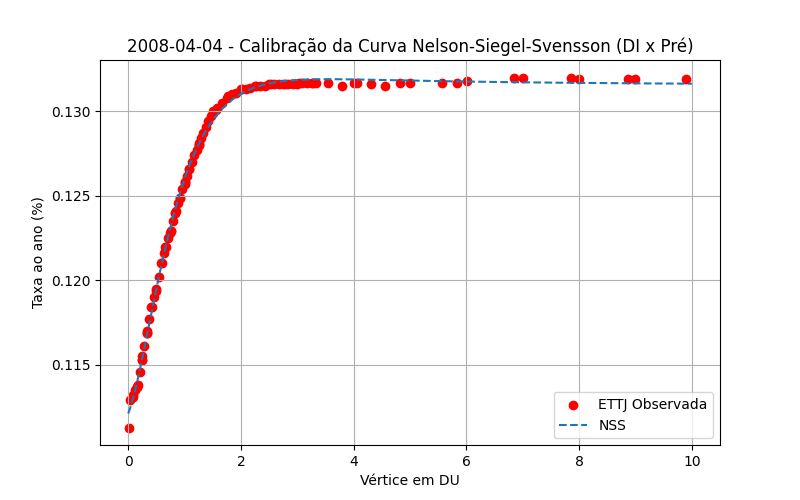 2008-04-04 - Calibração da Curva Nelson-Siegel-Svensson (DI x Pré)
Taxa ao ano (%)
0.130
0.125
0.120
0.115
0
2
4
6
8
10
Vértice em DU
ETTJ Observada
NSS